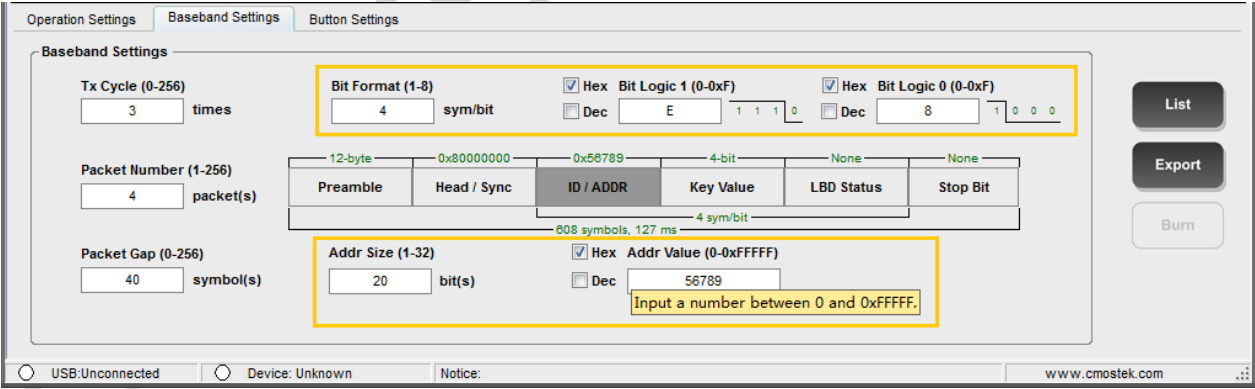 Operation Settings Baseband Settings Button Settings
Baseband Settings
Tx Cycle (0-256)
3 times
Bit Format (1-8)
4 sym/bit
Hex Bit Logic 1 (0-0xF)
Dec E 1 1 1 0
Hex Bit Logic 0 (0-0xF)
Dec 8 1 0 0 0
List
Packet Number (1-256)
4 packet(s)
12-byte 0x80000000 0x56789 4-bit None None
Preamble Head / Sync ID / ADDR Key Value LBD Status Stop Bit
4 sym/bit
608 symbols, 127 ms
Export
Packet Gap (0-256)
40 symbol(s)
Addr Size (1-32)
20 bit(s)
Hex Addr Value (0-0xFFFFF)
Dec 56789
Input a number between 0 and 0xFFFFF.
Burn
USB:Unconnected Device: Unknown Notice: www.cmostek.com